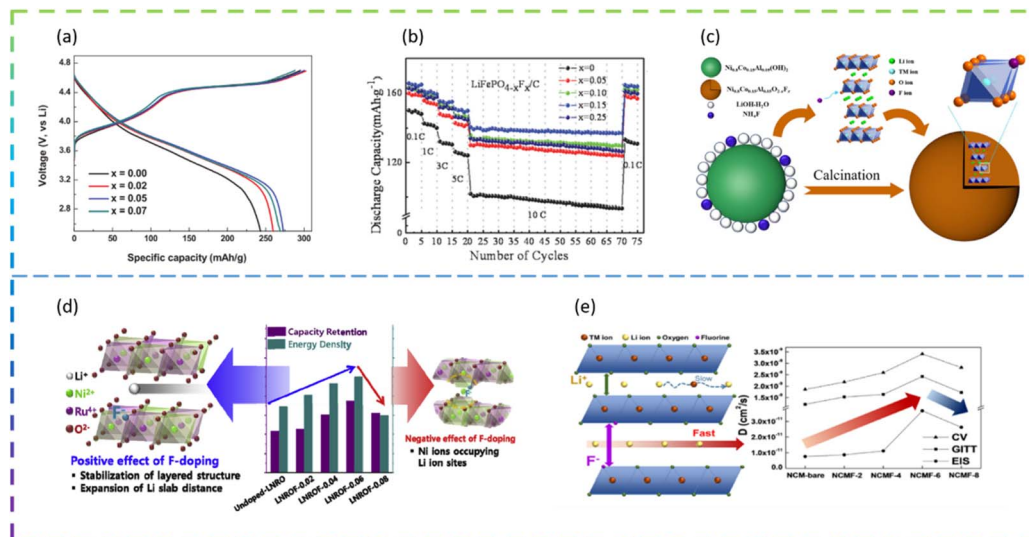 (a)
4.8
4.4
4.0
3.6
3.2
2.8
Voltage (V, vs Li)
x = 0.00
x = 0.02
x = 0.05
x = 0.07
0 50 100 150 200 250 300
Specific capacity (mAh/g)
(b)
Discharge Capacity(mAh·g⁻¹)
160
120
0
LiFePO₄₋ₓFₓ/C
x=0
x=0.05
x=0.10
x=0.15
x=0.25
0.1C
1C
3C
5C
10 C
0.1C
0 5 10 15 20 25 30 35 40 45 50 55 60 65 70 75
Number of Cycles
(c)
LiOH·H₂O
NH₄F
Calcination
Li ion
TM ion
O ion
F ion
(d)
Li⁺
Ni²⁺
Ru⁴⁺
O²⁻
F⁻
Positive effect of F-doping
▪ Stabilization of layered structure
▪ Expansion of Li slab distance
Capacity Retention
Energy Density
Undoped-LNRO
LNROF-0.02
LNROF-0.04
LNROF-0.06
LNROF-0.08
Negative effect of F-doping
▪ Ni ions occupying
Li ion sites
(e)
TM ion Li ion Oxygen Fluorine
Li⁺
Slow
Fast
F⁻
D (cm²/s)
0.0
CV
GITT
EIS
NCM-bare NCMF-2 NCMF-4 NCMF-6 NCMF-8